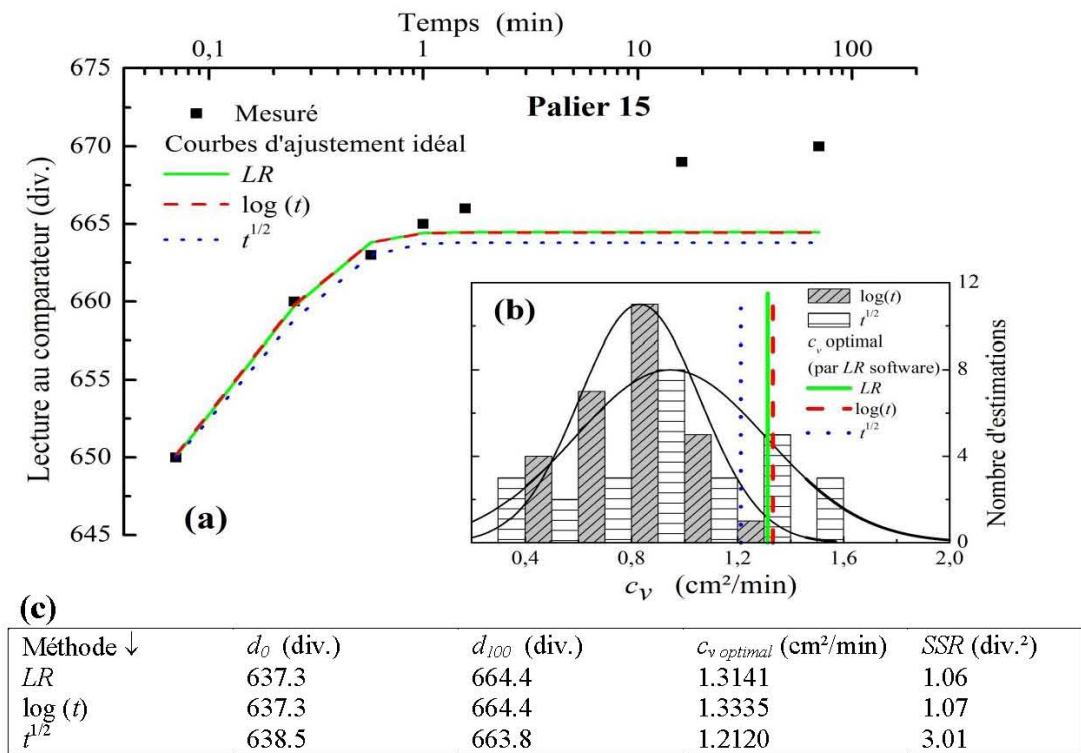 Temps (min)
0,1 1 10 100
675
670
665
660
655
650
645
Lecture au comparateur (div.)
Palier 15
Mesuré
Courbes d'ajustement idéal
LR
log (t)
t^1/2
(a)
(b)
log(t)
t^1/2
c_v optimal
(par LR software)
LR
log(t)
t^1/2
12
8
4
0
Nombre d'estimations
0,4 0,8 1,2 1,6 2,0
c_v (cm²/min)
(c)
Méthode ↓ d_0 (div.) d_100 (div.) c_v optimal (cm²/min) SSR (div.²)
LR 637.3 664.4 1.3141 1.06
log (t) 637.3 664.4 1.3335 1.07
t^1/2 638.5 663.8 1.2120 3.01